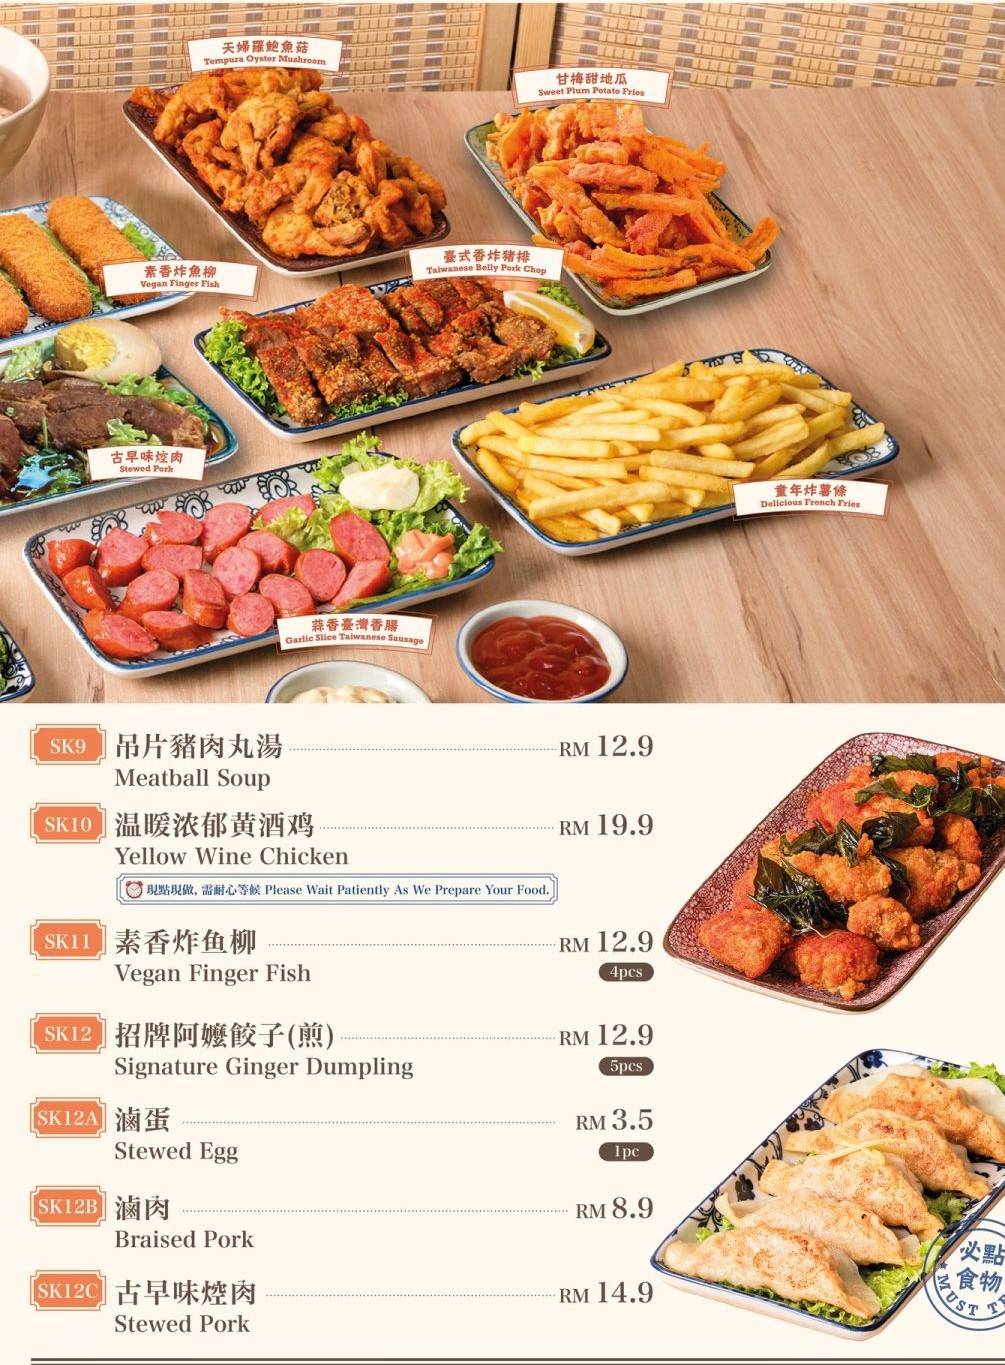 天婦羅鮑魚菇
Tempura Oyster Mushroom
甘梅甜地瓜
Sweet Plum Potato Fries
臺式香炸豬排
Taiwanese Belly Pork Chop
素香炸魚柳
Vegan Finger Fish
古早味焢肉
Stewed Pork
童年炸薯條
Delicious French Fries
蒜香臺灣香腸
Garlic Slice Taiwanese Sausage
SK9 吊片豬肉丸湯 RM 12.9
Meatball Soup
SK10 温暖浓郁黄酒鸡 RM 19.9
Yellow Wine Chicken
現點現做, 需耐心等候 Please Wait Patiently As We Prepare Your Food.
SK11 素香炸鱼柳 RM 12.9
Vegan Finger Fish 4pcs
SK12 招牌阿嬤餃子(煎) RM 12.9
Signature Ginger Dumpling 5pcs
SK12A 滷蛋 RM 3.5
Stewed Egg 1pc
SK12B 滷肉 RM 8.9
Braised Pork
SK12C 古早味焢肉 RM 14.9
Stewed Pork
必點
食物
MUST